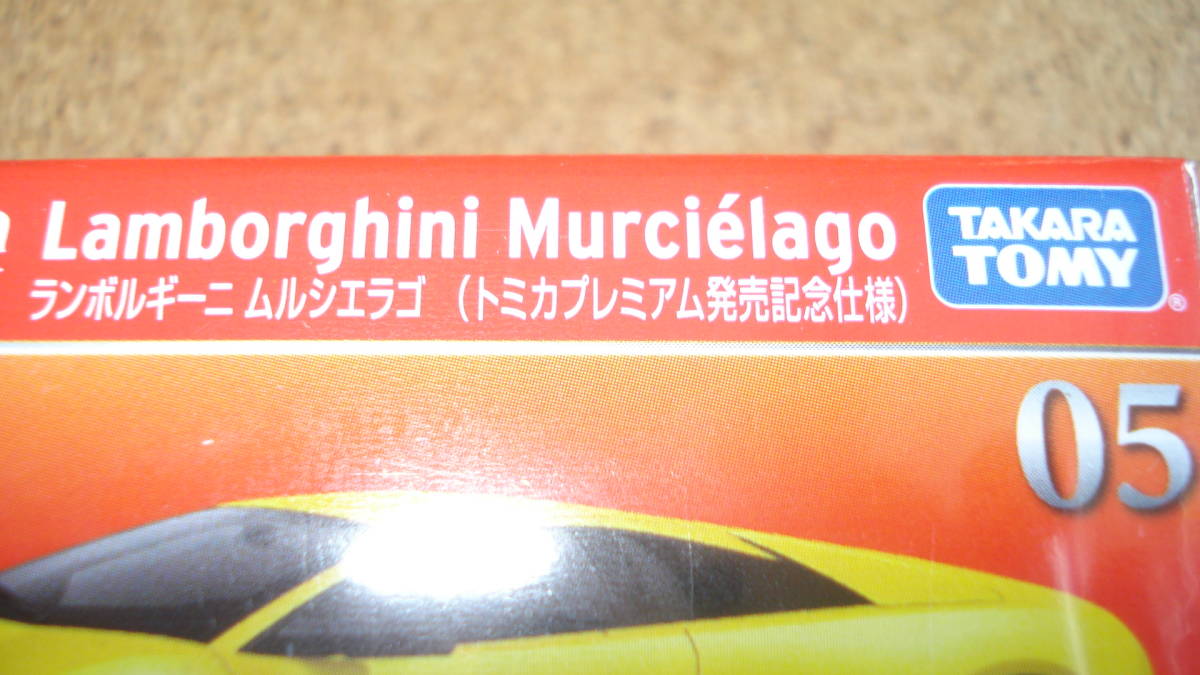 Lamborghini Murciélago
ランボルギーニ ムルシエラゴ (トミカプレミアム発売記念仕様)
TAKARA
TOMY
®
05